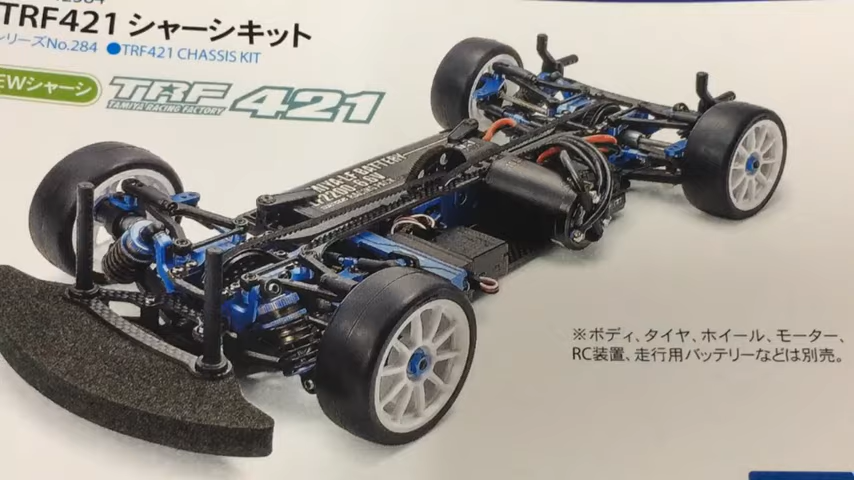 TRF421 シャーシキット
リーズNo.284 ●TRF421 CHASSIS KIT
EWシャーシ
TRF 421
TAMIYA RACING FACTORY
BATTERY
※ボディ、タイヤ、ホイール、モーター、
RC装置、走行用バッテリーなどは別売。